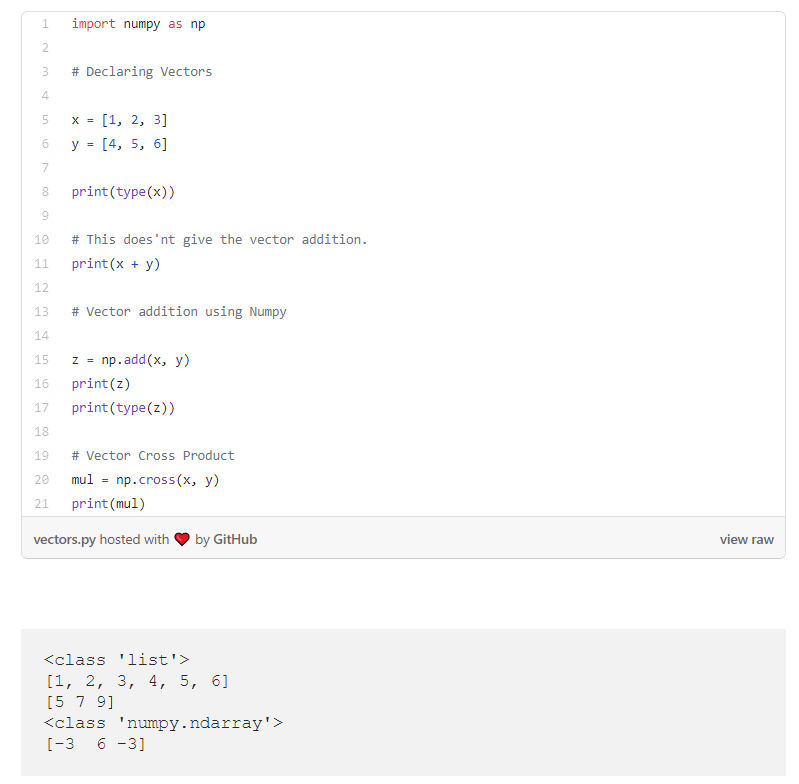 1 import numpy as np
2
3 # Declaring Vectors
4
5 x = [1, 2, 3]
6 y = [4, 5, 6]
7
8 print(type(x))
9
10 # This does'nt give the vector addition.
11 print(x + y)
12
13 # Vector addition using Numpy
14
15 z = np.add(x, y)
16 print(z)
17 print(type(z))
18
19 # Vector Cross Product
20 mul = np.cross(x, y)
21 print(mul)
vectors.py hosted with ❤ by GitHub view raw
<class 'list'>
[1, 2, 3, 4, 5, 6]
[5 7 9]
<class 'numpy.ndarray'>
[-3  6 -3]